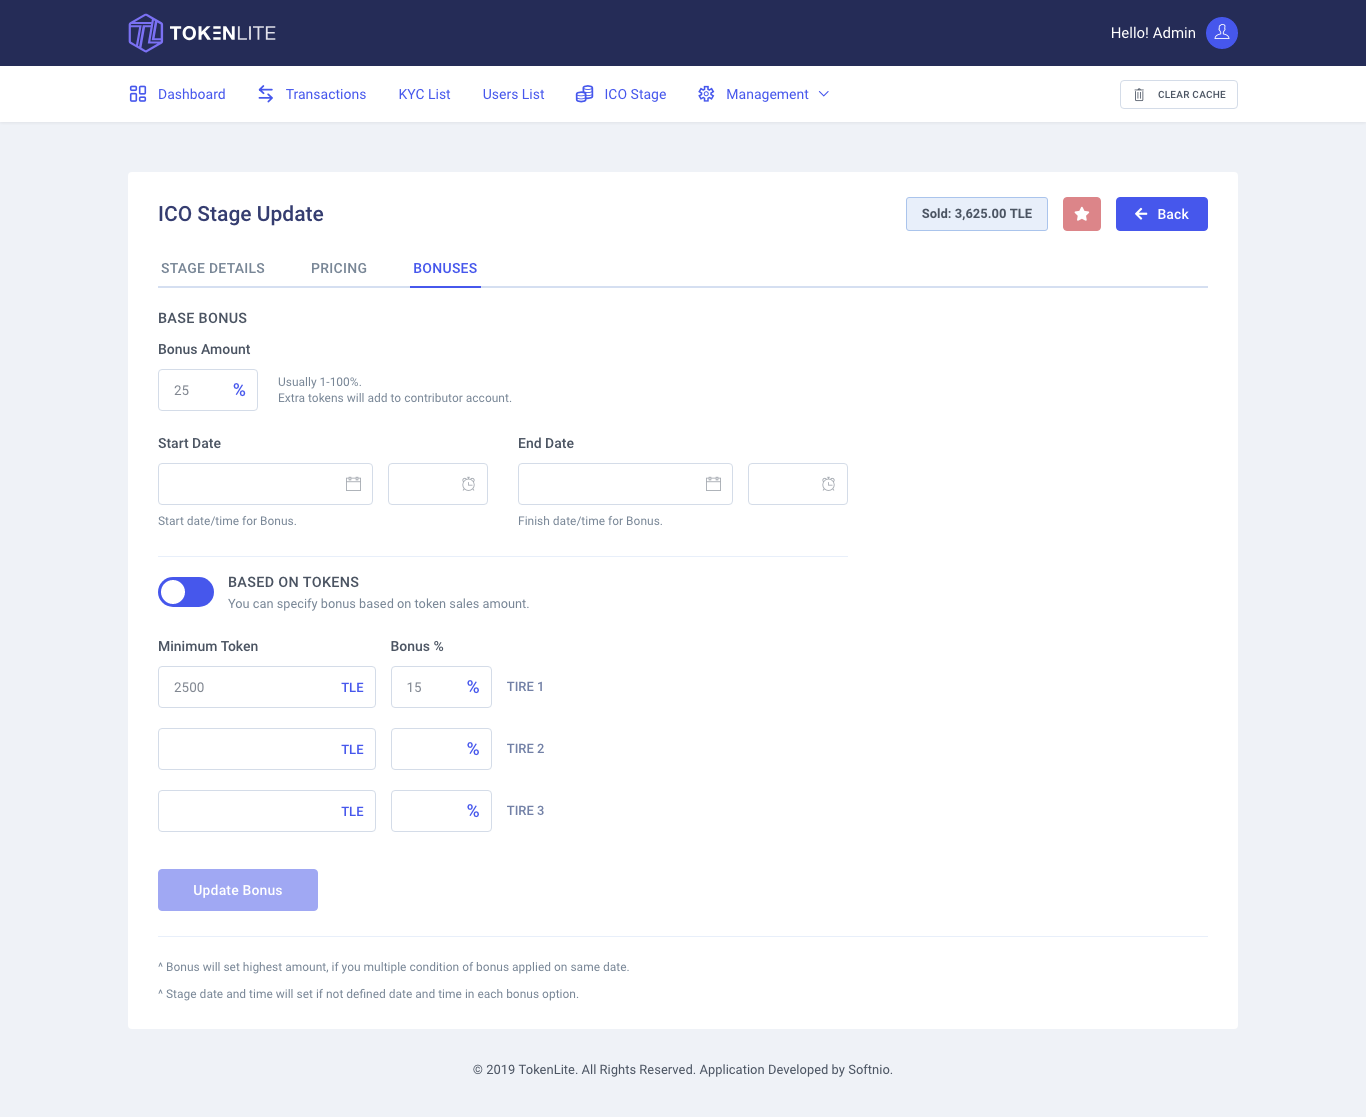 TOKENLITE
Hello! Admin
Dashboard
Transactions
KYC List
Users List
ICO Stage
Management
CLEAR CACHE
ICO Stage Update
Sold: 3,625.00 TLE
Back
STAGE DETAILS
PRICING
BONUSES
BASE BONUS
Bonus Amount
25 %
Usually 1-100%.
Extra tokens will add to contributor account.
Start Date
End Date
Start date/time for Bonus.
Finish date/time for Bonus.
BASED ON TOKENS
You can specify bonus based on token sales amount.
Minimum Token
Bonus %
2500 TLE 15 % TIRE 1
TLE % TIRE 2
TLE % TIRE 3
Update Bonus
^ Bonus will set highest amount, if you multiple condition of bonus applied on same date.
^ Stage date and time will set if not defined date and time in each bonus option.
© 2019 TokenLite. All Rights Reserved. Application Developed by Softnio.